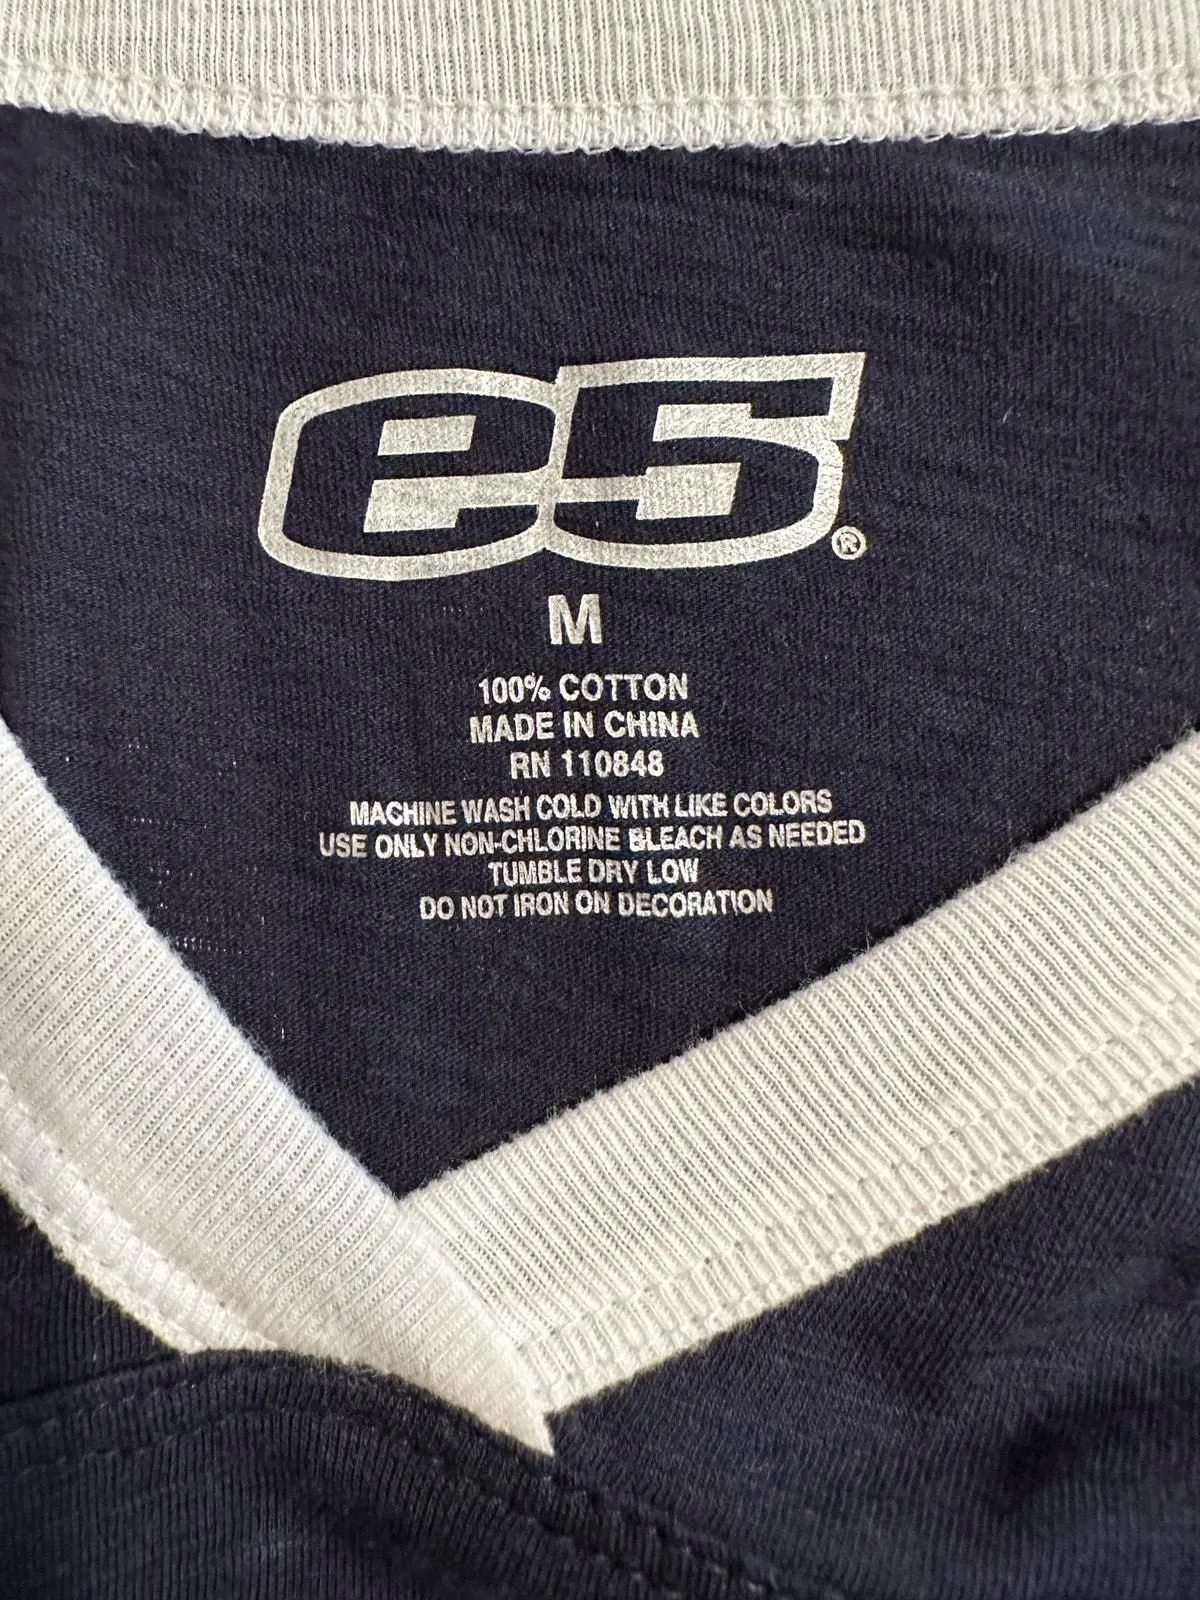 e5®
M
100% COTTON
MADE IN CHINA
RN 110848
MACHINE WASH COLD WITH LIKE COLORS
USE ONLY NON-CHLORINE BLEACH AS NEEDED
TUMBLE DRY LOW
DO NOT IRON ON DECORATION